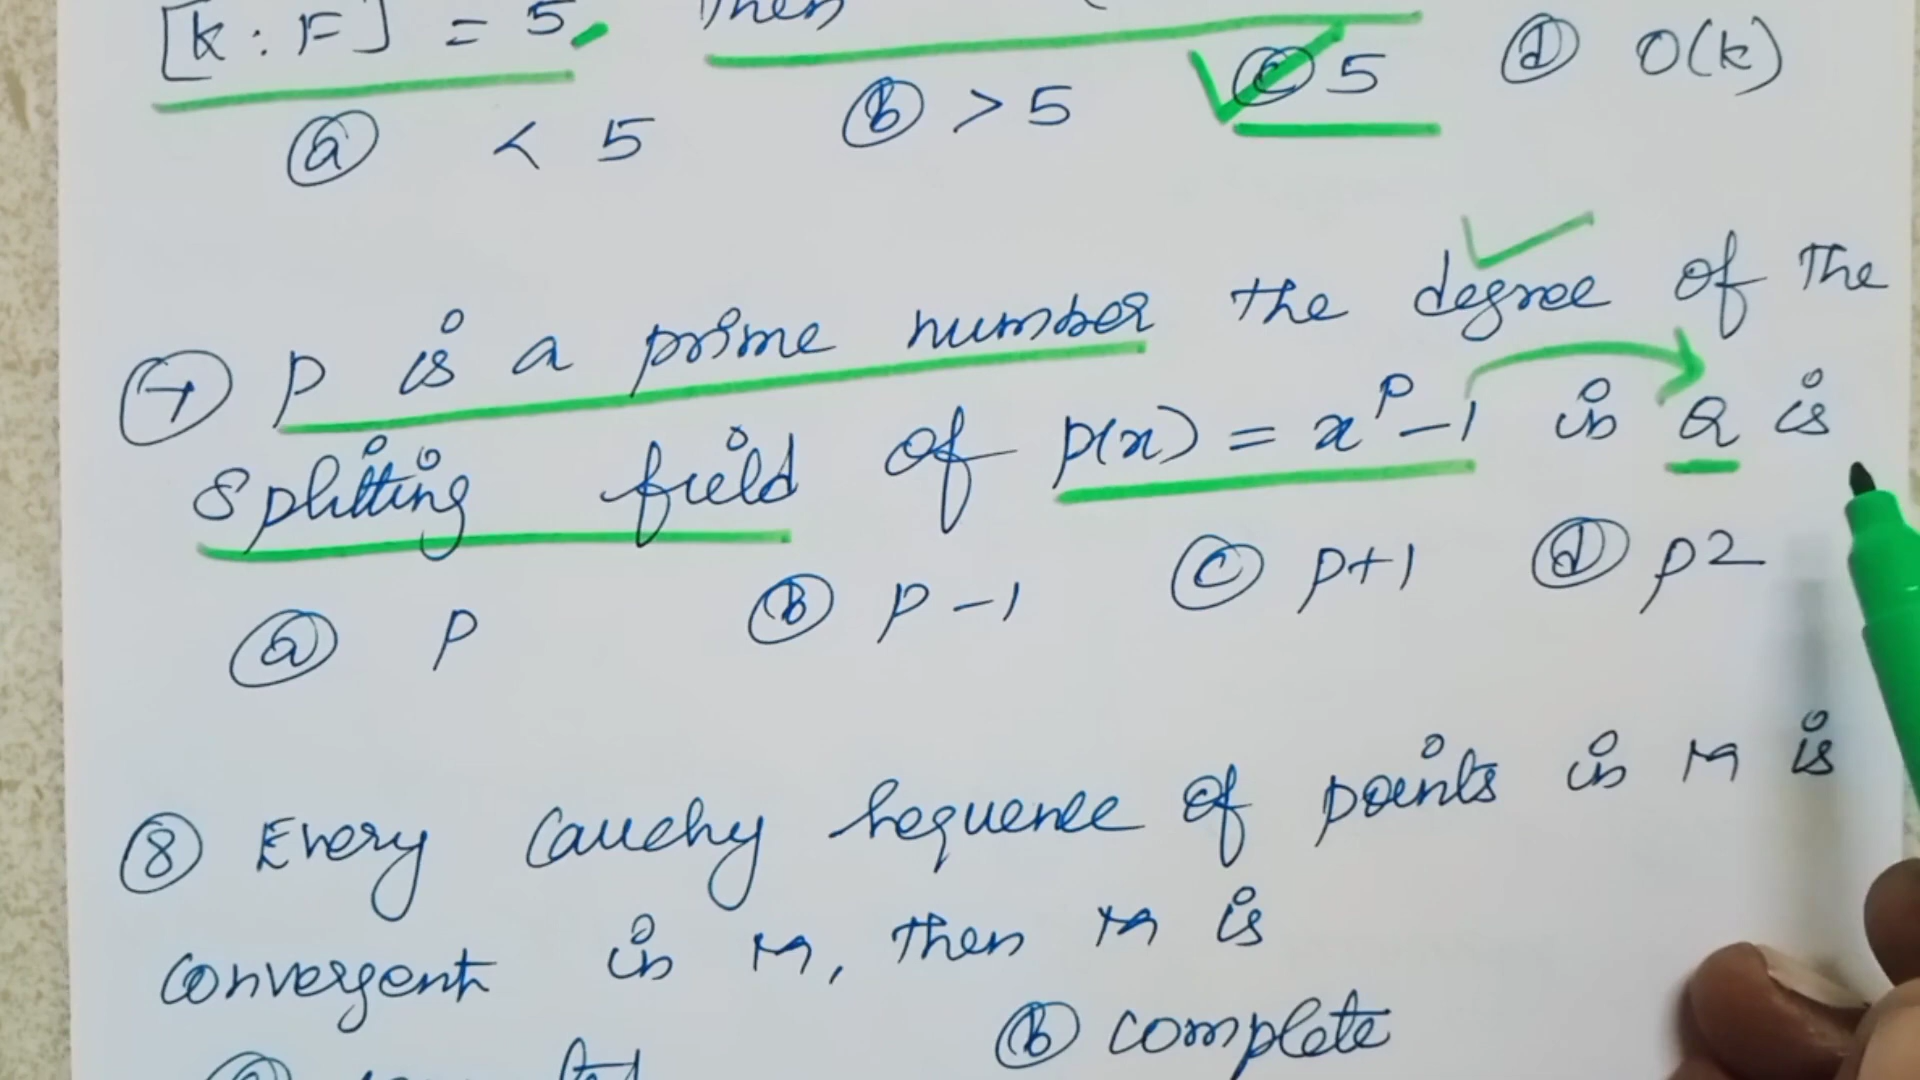 [K : F] = 5. Then
ⓐ < 5 ⓑ > 5 ⓒ 5 ⓓ O(k)
⑦ P is a prime number the degree of The
splitting field of p(x) = x^p - 1 in Q is
ⓐ p ⓑ p - 1 ⓒ p+1 ⓓ p2
⑧ Every Cauchy sequence of points in M is
convergent in M, then M is
ⓑ complete